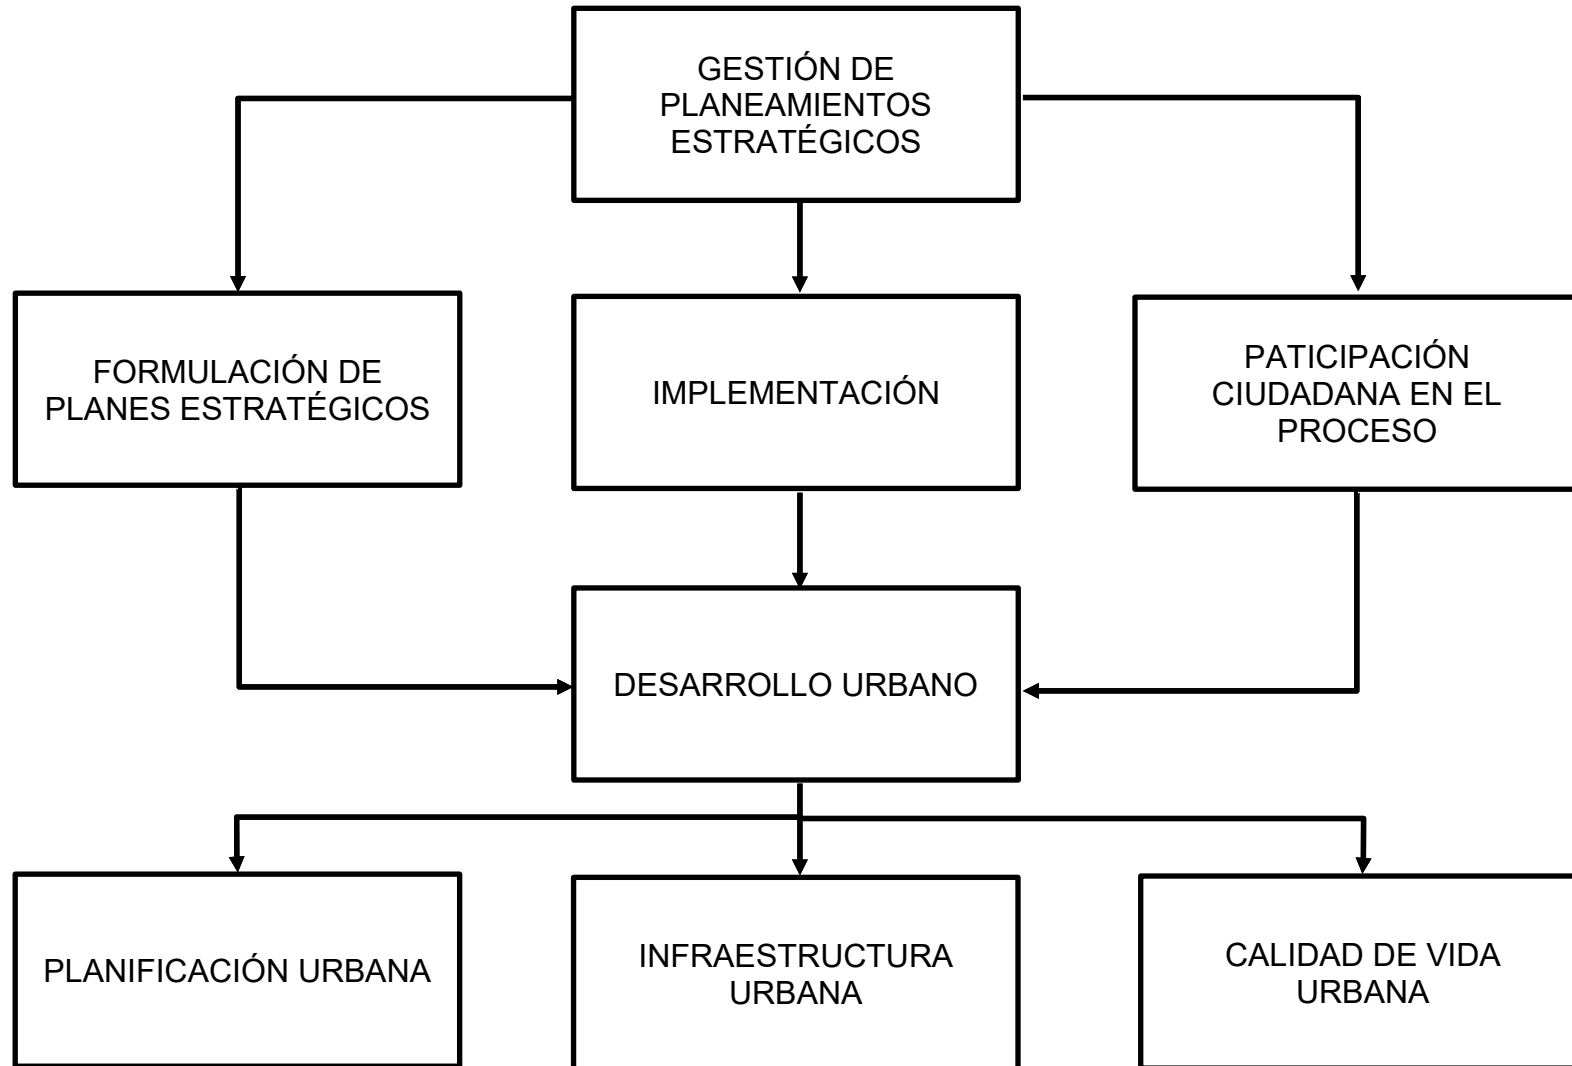 GESTIÓN DE
PLANEAMIENTOS
ESTRATÉGICOS
FORMULACIÓN DE
PLANES ESTRATÉGICOS
IMPLEMENTACIÓN
PATICIPACIÓN
CIUDADANA EN EL
PROCESO
DESARROLLO URBANO
PLANIFICACIÓN URBANA
INFRAESTRUCTURA
URBANA
CALIDAD DE VIDA
URBANA